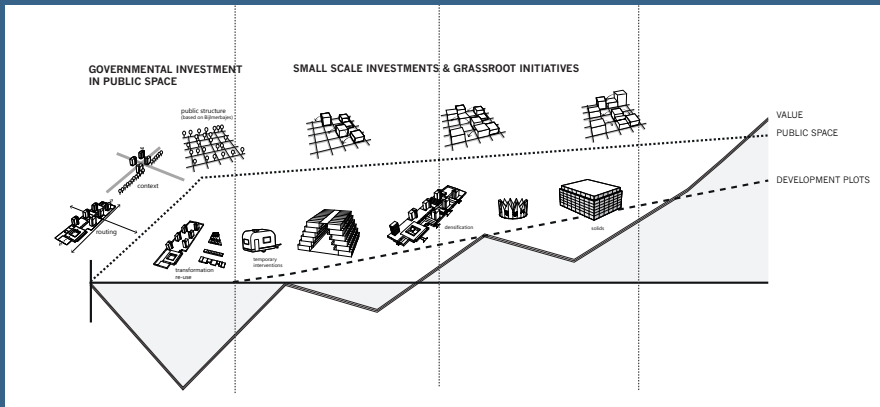 GOVERNMENTAL INVESTMENT
IN PUBLIC SPACE
SMALL SCALE INVESTMENTS & GRASSROOT INITIATIVES
public structure
(based on Bijlmerbajes)
context
routing
transformation
re-use
temporary
interventions
densification
solids
VALUE
PUBLIC SPACE
DEVELOPMENT PLOTS